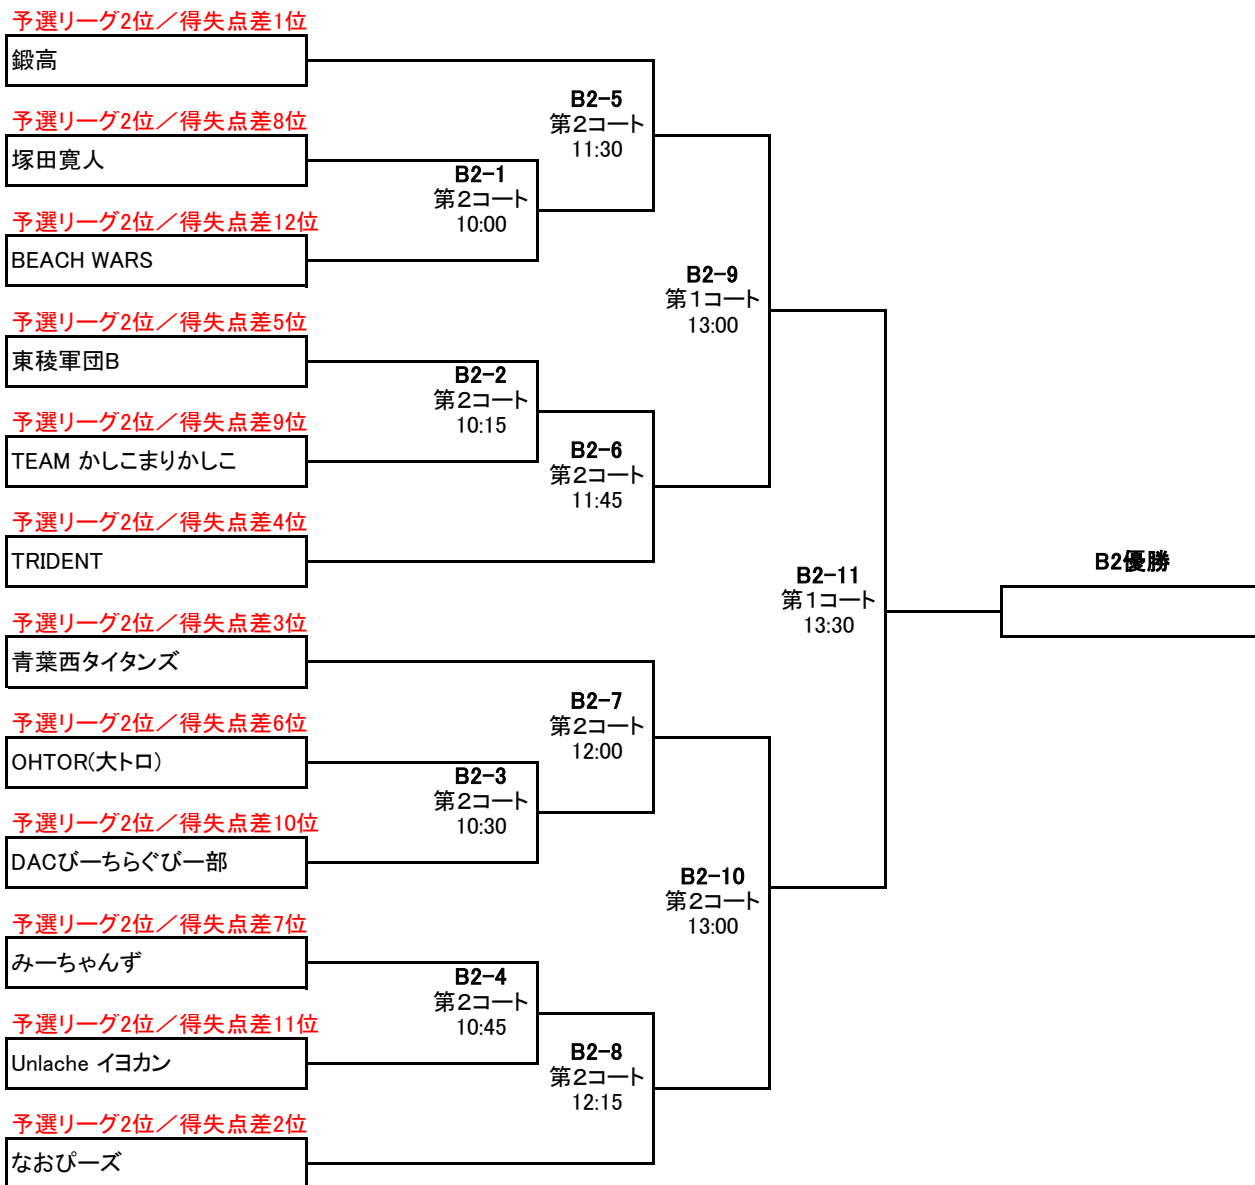 予選リーグ2位／得失点差1位
鍛高
予選リーグ2位／得失点差8位
塚田寛人
予選リーグ2位／得失点差12位
BEACH WARS
予選リーグ2位／得失点差5位
東稜軍団B
予選リーグ2位／得失点差9位
TEAM かしこまりかしこ
予選リーグ2位／得失点差4位
TRIDENT
予選リーグ2位／得失点差3位
青葉西タイタンズ
予選リーグ2位／得失点差6位
OHTOR(大トロ)
予選リーグ2位／得失点差10位
DACびーちらぐびー部
予選リーグ2位／得失点差7位
みーちゃんず
予選リーグ2位／得失点差11位
Unlache イヨカン
予選リーグ2位／得失点差2位
なおぴーズ
B2-1
第2コート
10:00
B2-2
第2コート
10:15
B2-3
第2コート
10:30
B2-4
第2コート
10:45
B2-5
第2コート
11:30
B2-6
第2コート
11:45
B2-7
第2コート
12:00
B2-8
第2コート
12:15
B2-9
第1コート
13:00
B2-10
第2コート
13:00
B2-11
第1コート
13:30
B2優勝